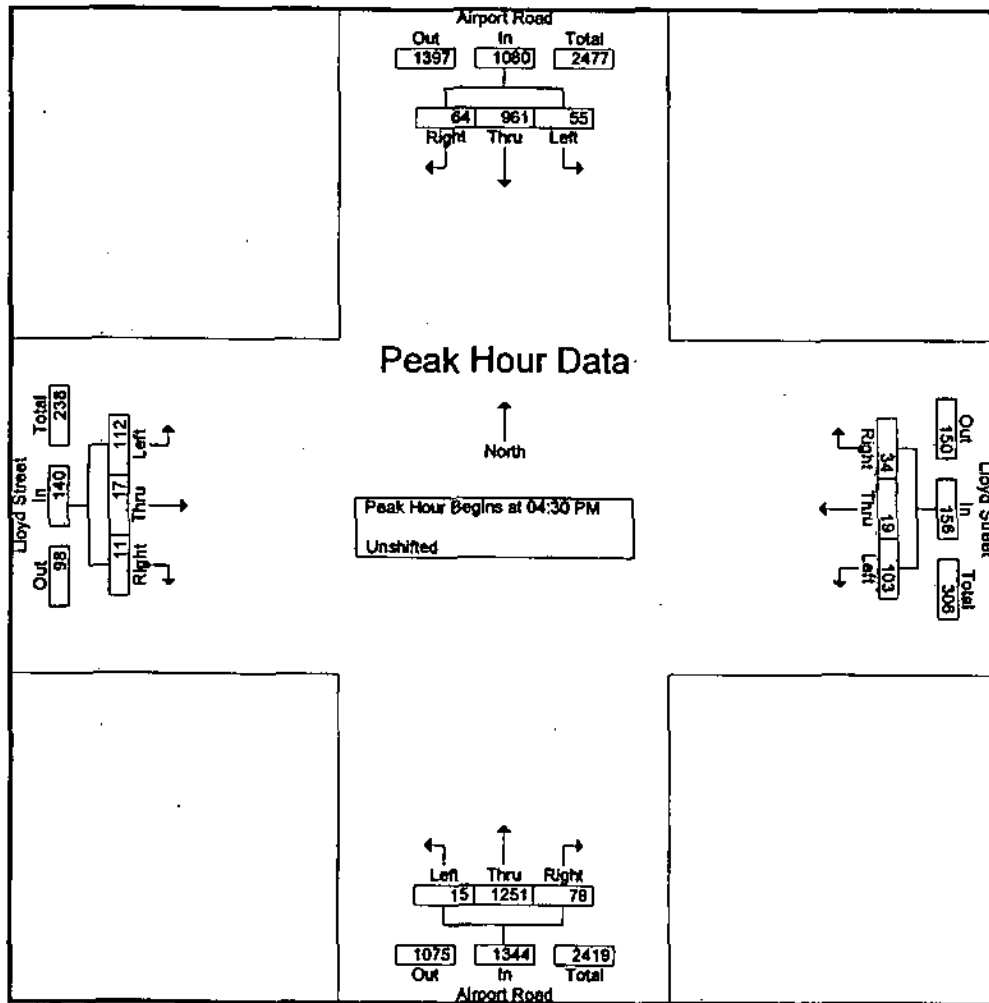 Airport Road
Out In Total
1397 1080 2477
64 961 55
Right Thru Left
Peak Hour Data
North
Peak Hour Begins at 04:30 PM
Unshifted
Lloyd Street
Out In Total
98 140 238
112 17 11
Left Thru Right
Lloyd Street
Out In Total
150 156 306
34 19 103
Right Thru Left
Left Thru Right
15 1251 78
1075 1344 2419
Out In Total
Airport Road